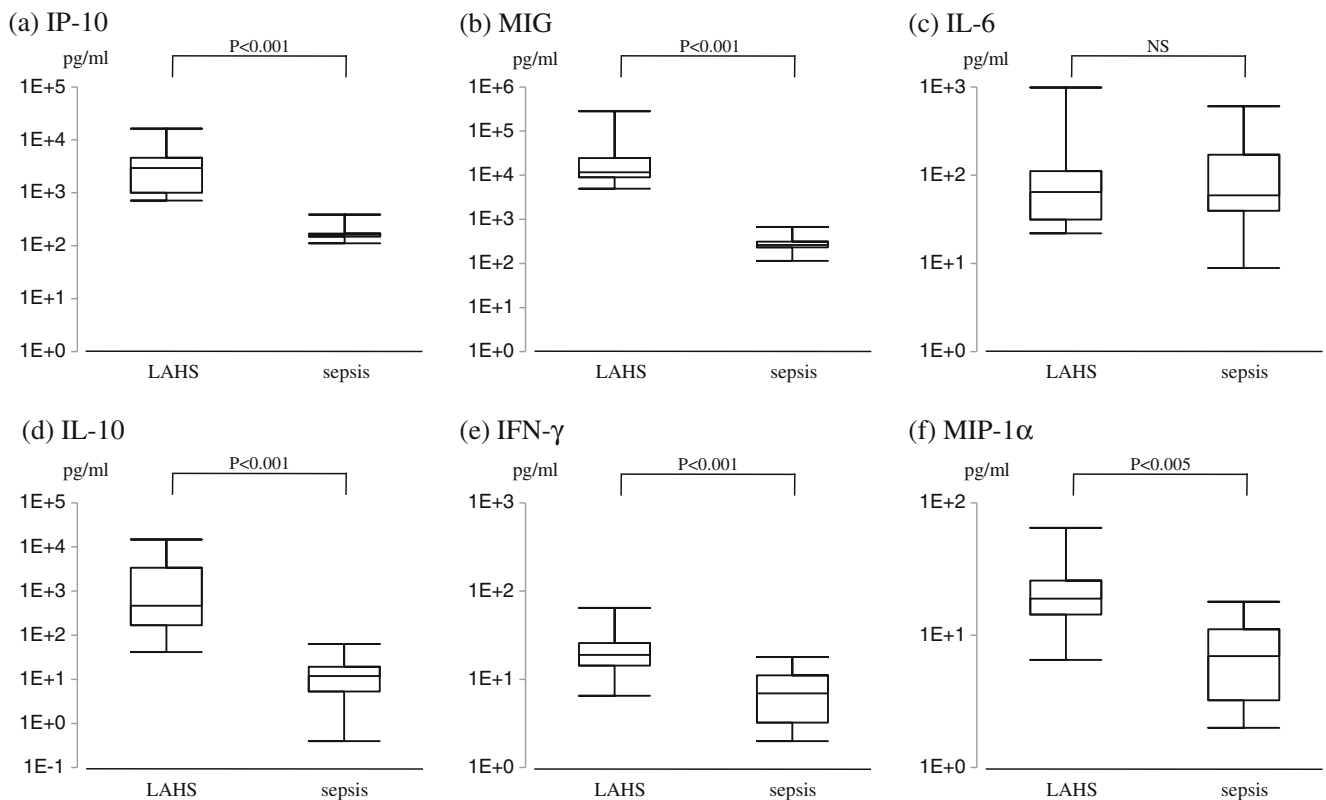 (a) IP-10
pg/ml
P<0.001
1E+5
1E+4
1E+3
1E+2
1E+1
1E+0
LAHS sepsis
(b) MIG
pg/ml
P<0.001
1E+6
1E+5
1E+4
1E+3
1E+2
1E+1
1E+0
LAHS sepsis
(c) IL-6
pg/ml
NS
1E+3
1E+2
1E+1
1E+0
LAHS sepsis
(d) IL-10
pg/ml
P<0.001
1E+5
1E+4
1E+3
1E+2
1E+1
1E+0
1E-1
LAHS sepsis
(e) IFN-γ
pg/ml
P<0.001
1E+3
1E+2
1E+1
1E+0
LAHS sepsis
(f) MIP-1α
pg/ml
P<0.005
1E+2
1E+1
1E+0
LAHS sepsis